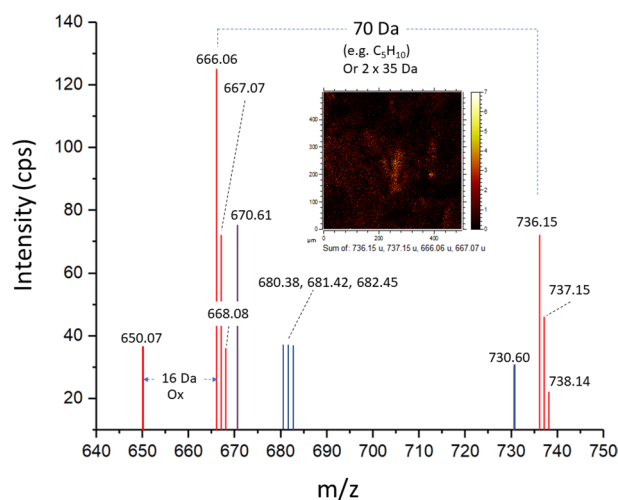 70 Da
(e.g. C₅H₁₀)
Or 2 x 35 Da
140
120
100
80
60
40
20
Intensity (cps)
666.06
667.07
670.61
668.08
650.07
16 Da
Ox
680.38, 681.42, 682.45
736.15
737.15
738.14
730.60
400
300
200
100
0
µm
0
200
400
7
6
5
4
3
2
1
0
Sum of: 736.15 u, 737.15 u, 666.06 u, 667.07 u
640 650 660 670 680 690 700 710 720 730 740 750
m/z